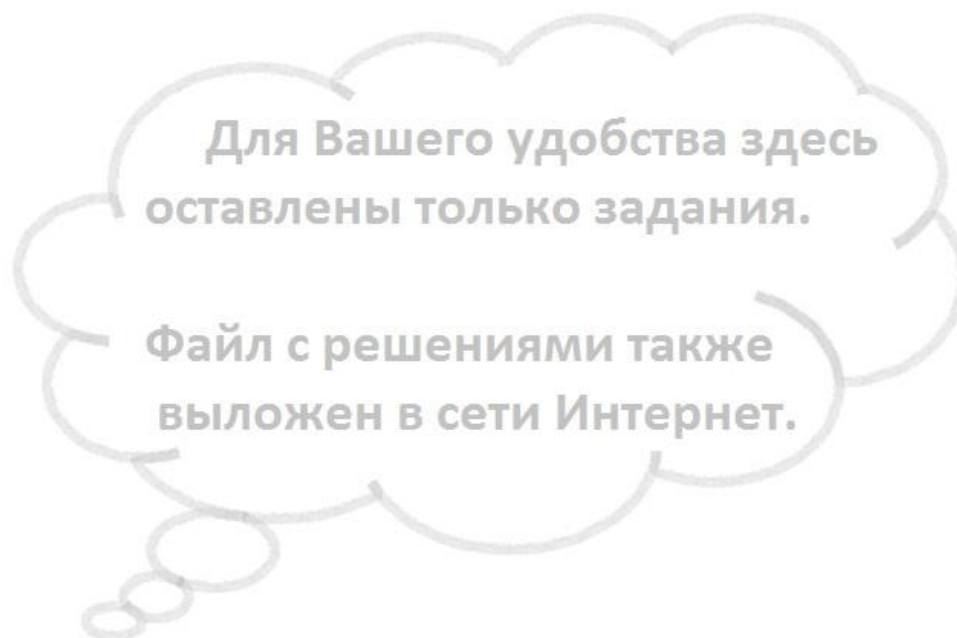 Для Вашего удобства здесь
оставлены только задания.
Файл с решениями также
выложен в сети Интернет.